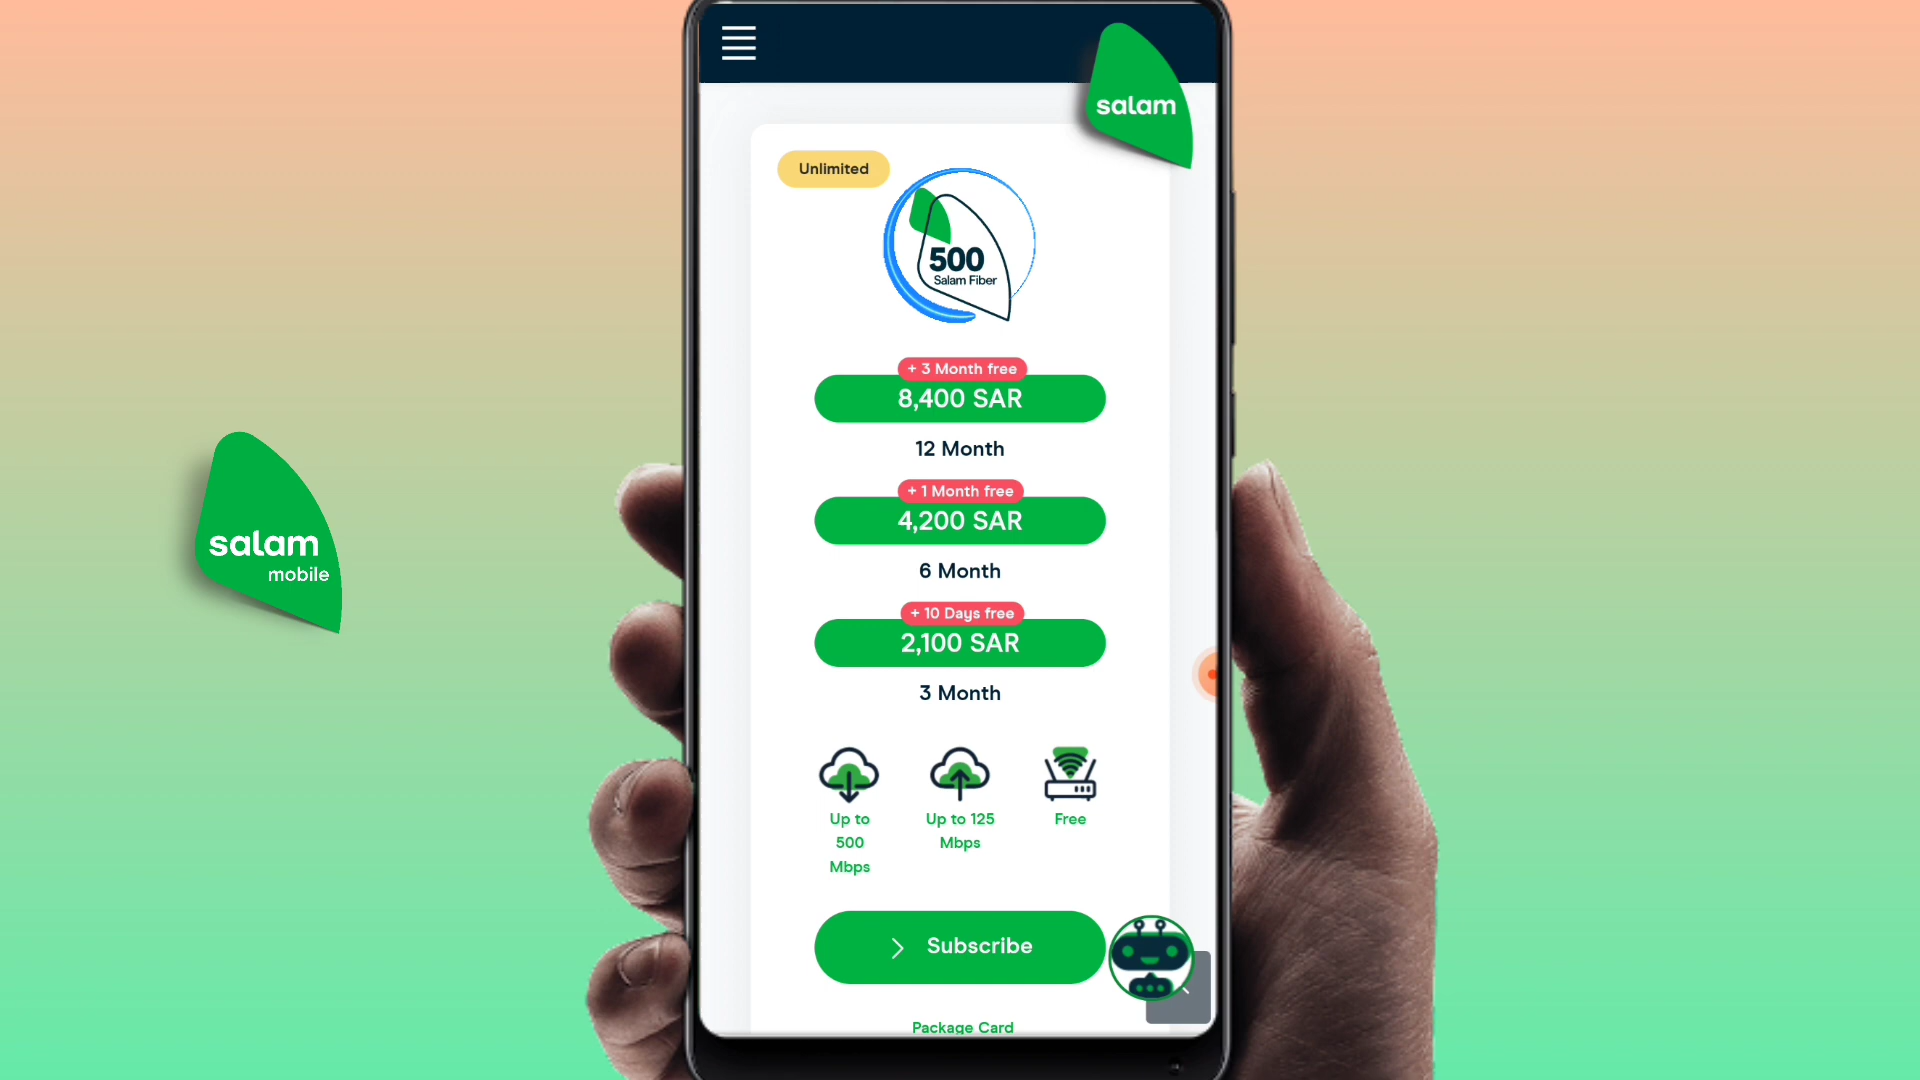 salam
Unlimited
500
Salam Fiber
+ 3 Month free
8,400 SAR
12 Month
+ 1 Month free
4,200 SAR
6 Month
+ 10 Days free
2,100 SAR
3 Month
Up to
500
Mbps
Up to 125
Mbps
Free
Subscribe
Package Card
salam
mobile